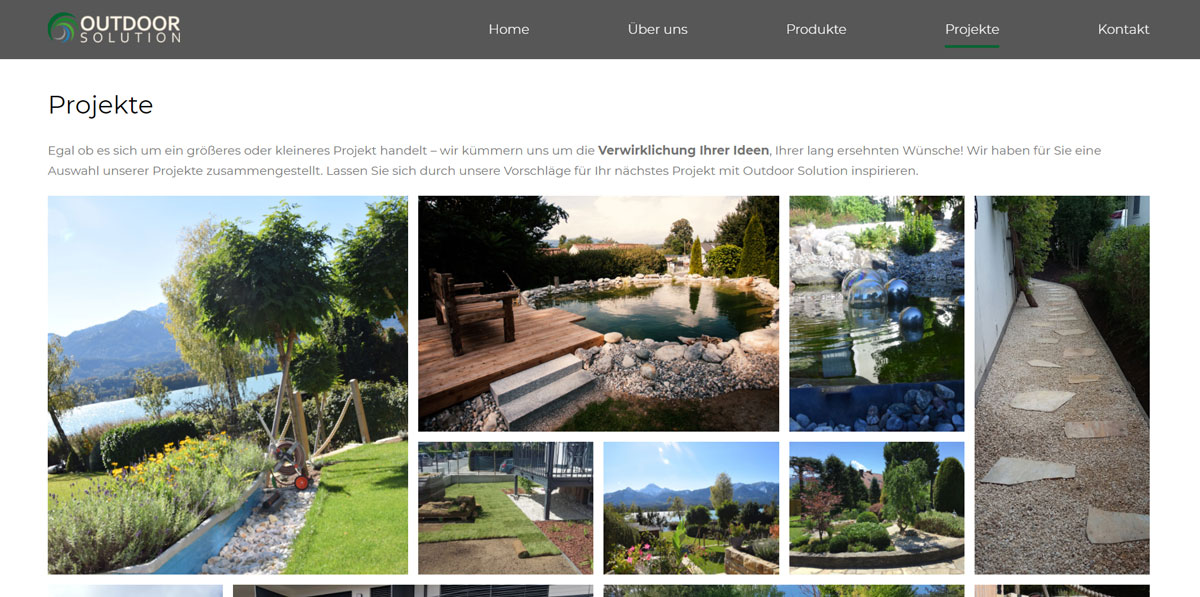 OUTDOOR
SOLUTION
Home
Über uns
Produkte
Projekte
Kontakt
Projekte
Egal ob es sich um ein größeres oder kleineres Projekt handelt – wir kümmern uns um die Verwirklichung Ihrer Ideen, Ihrer lang ersehnten Wünsche! Wir haben für Sie eine
Auswahl unserer Projekte zusammengestellt. Lassen Sie sich durch unsere Vorschläge für Ihr nächstes Projekt mit Outdoor Solution inspirieren.